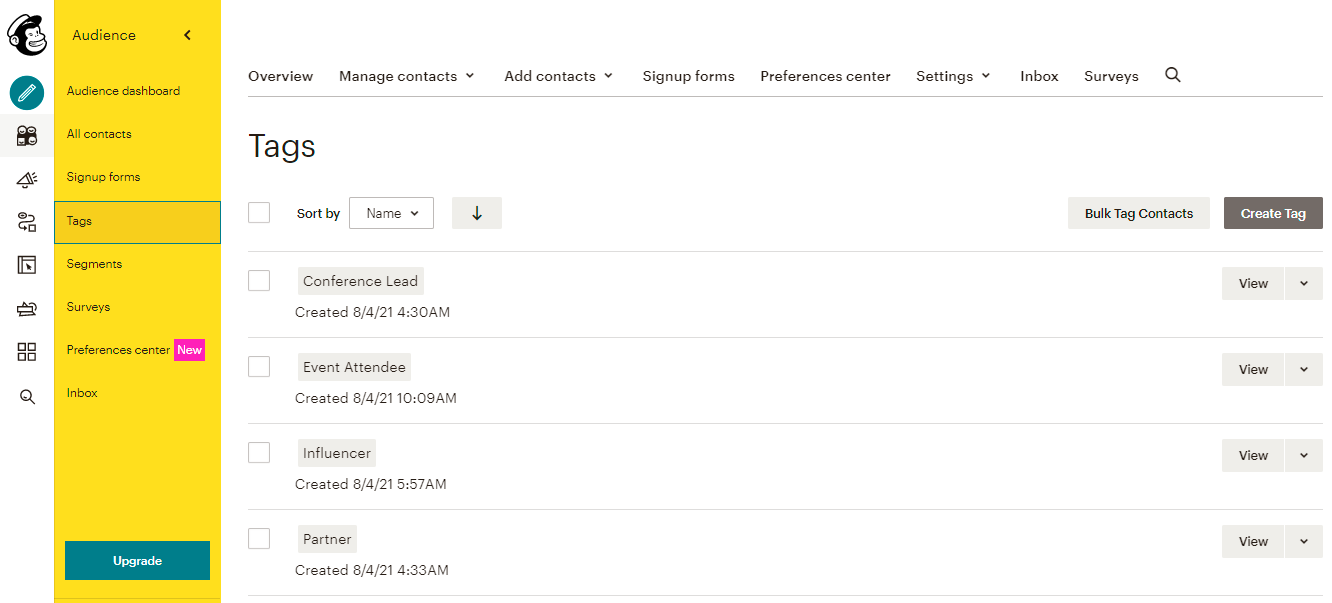 Audience
Audience dashboard
All contacts
Signup forms
Tags
Segments
Surveys
Preferences center New
Inbox
Upgrade
Overview Manage contacts Add contacts Signup forms Preferences center Settings Inbox Surveys
Tags
Sort by Name Bulk Tag Contacts Create Tag
Conference Lead View
Created 8/4/21 4:30AM
Event Attendee View
Created 8/4/21 10:09AM
Influencer View
Created 8/4/21 5:57AM
Partner View
Created 8/4/21 4:33AM